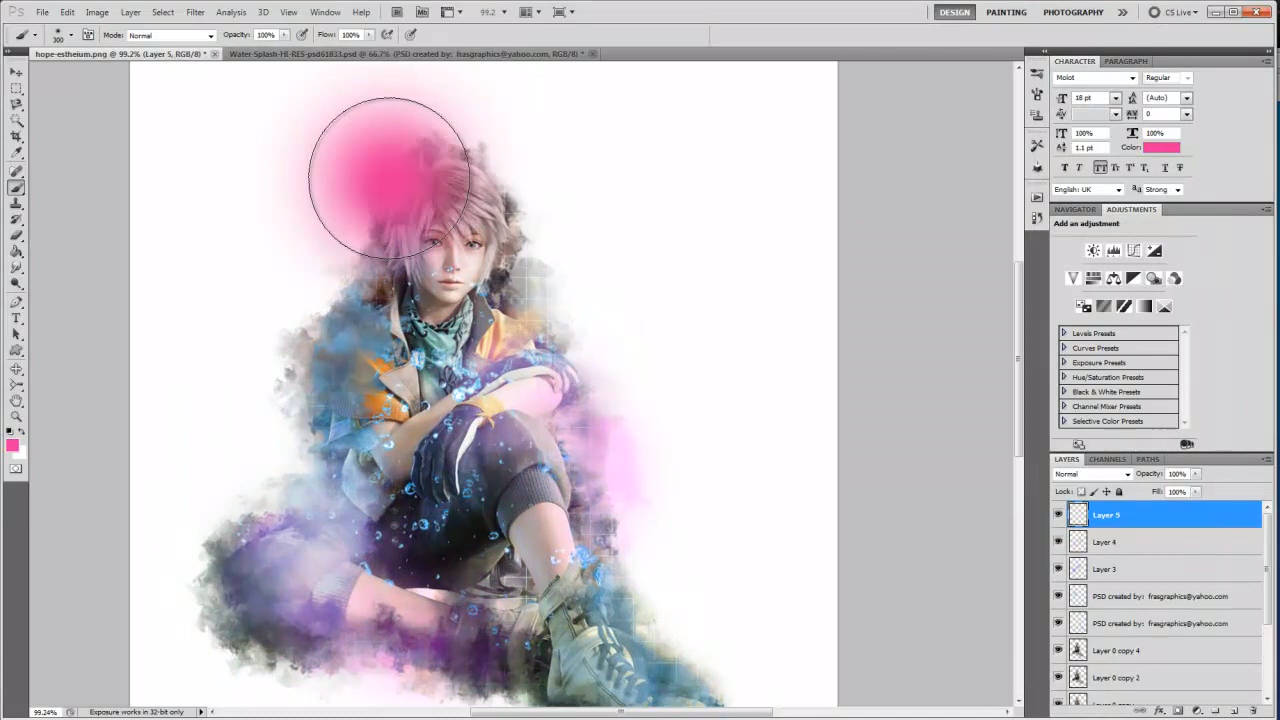 Ps File Edit Image Layer Select Filter Analysis 3D View Window Help Br Mb 99.2 DESIGN PAINTING PHOTOGRAPHY CS Live
300 Mode: Normal Opacity: 100% Flow: 100%
hope-estheium.png @ 99.2% (Layer 5, RGB/8) * Water-Splash-HI-RES-psd61833.psd @ 66.7% (PSD created by: frasgraphics@yahoo.com, RGB/8) *
CHARACTER PARAGRAPH
Molot Regular
18 pt (Auto)
0
100% 100%
1.1 pt Color:
English: UK Strong
NAVIGATOR ADJUSTMENTS
Add an adjustment
Levels Presets
Curves Presets
Exposure Presets
Hue/Saturation Presets
Black & White Presets
Channel Mixer Presets
Selective Color Presets
LAYERS CHANNELS PATHS
Normal Opacity: 100%
Lock: Fill: 100%
Layer 5
Layer 4
Layer 3
PSD created by: frasgraphics@yahoo.com
PSD created by: frasgraphics@yahoo.com
Layer 0 copy 4
Layer 0 copy 2
99.24% Exposure works in 32-bit only